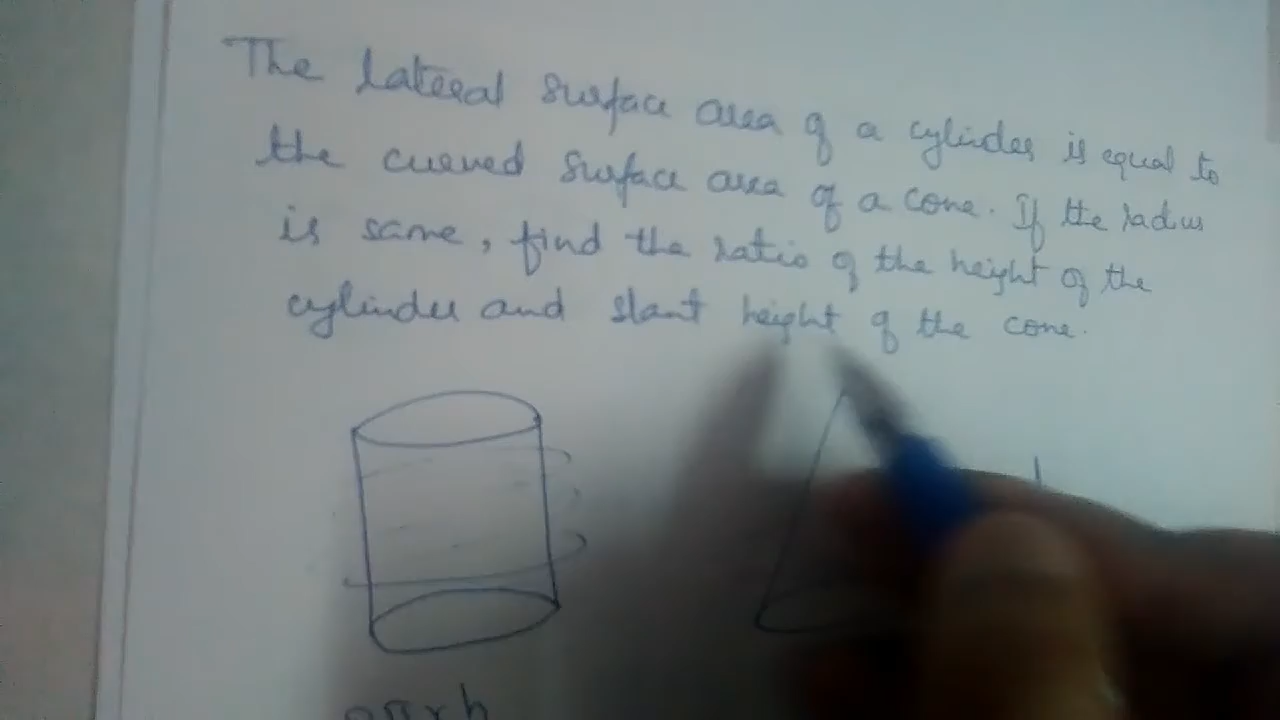 The lateral surface area of a cylinder is equal to
the curved surface area of a cone. If the radius
is same, find the ratio of the height of the
cylinder and slant height of the cone.
2πrh